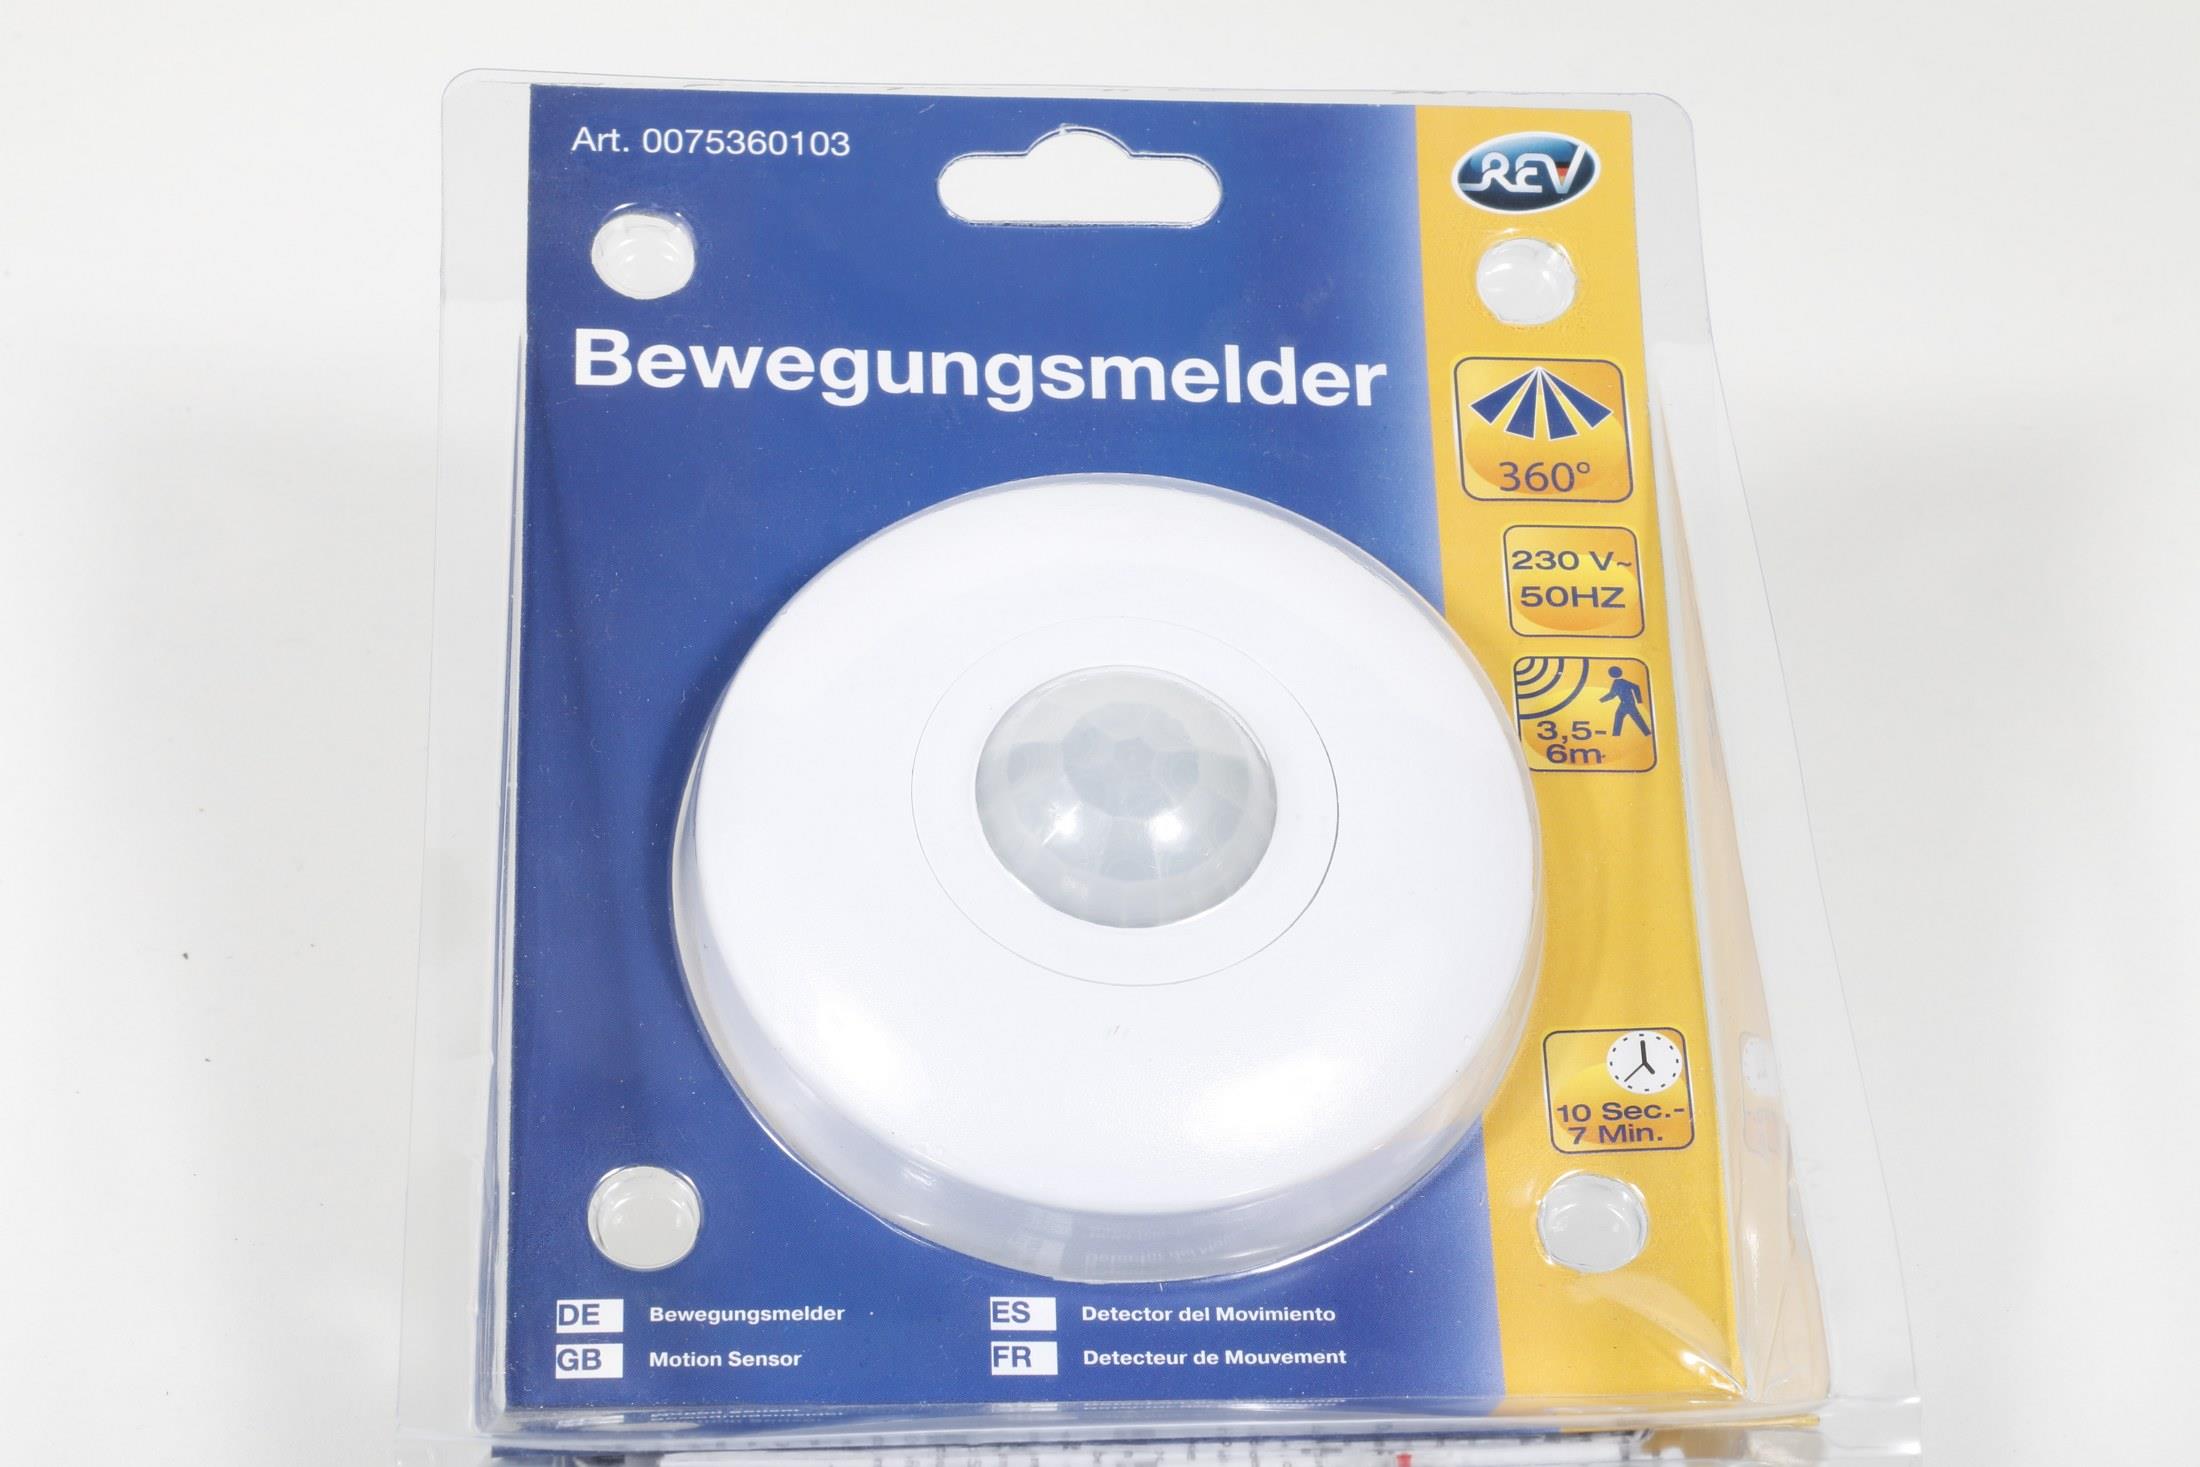 Art. 0075360103
REV
Bewegungsmelder
360°
230 V~
50HZ
3,5-
6m
10 Sec.-
7 Min.
DE Bewegungsmelder
GB Motion Sensor
ES Detector del Movimiento
FR Detecteur de Mouvement